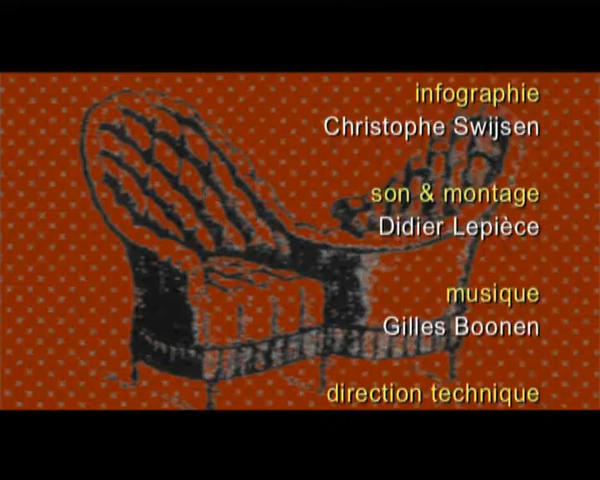 infographie
Christophe Swijsen
son & montage
Didier Lepièce
musique
Gilles Boonen
direction technique